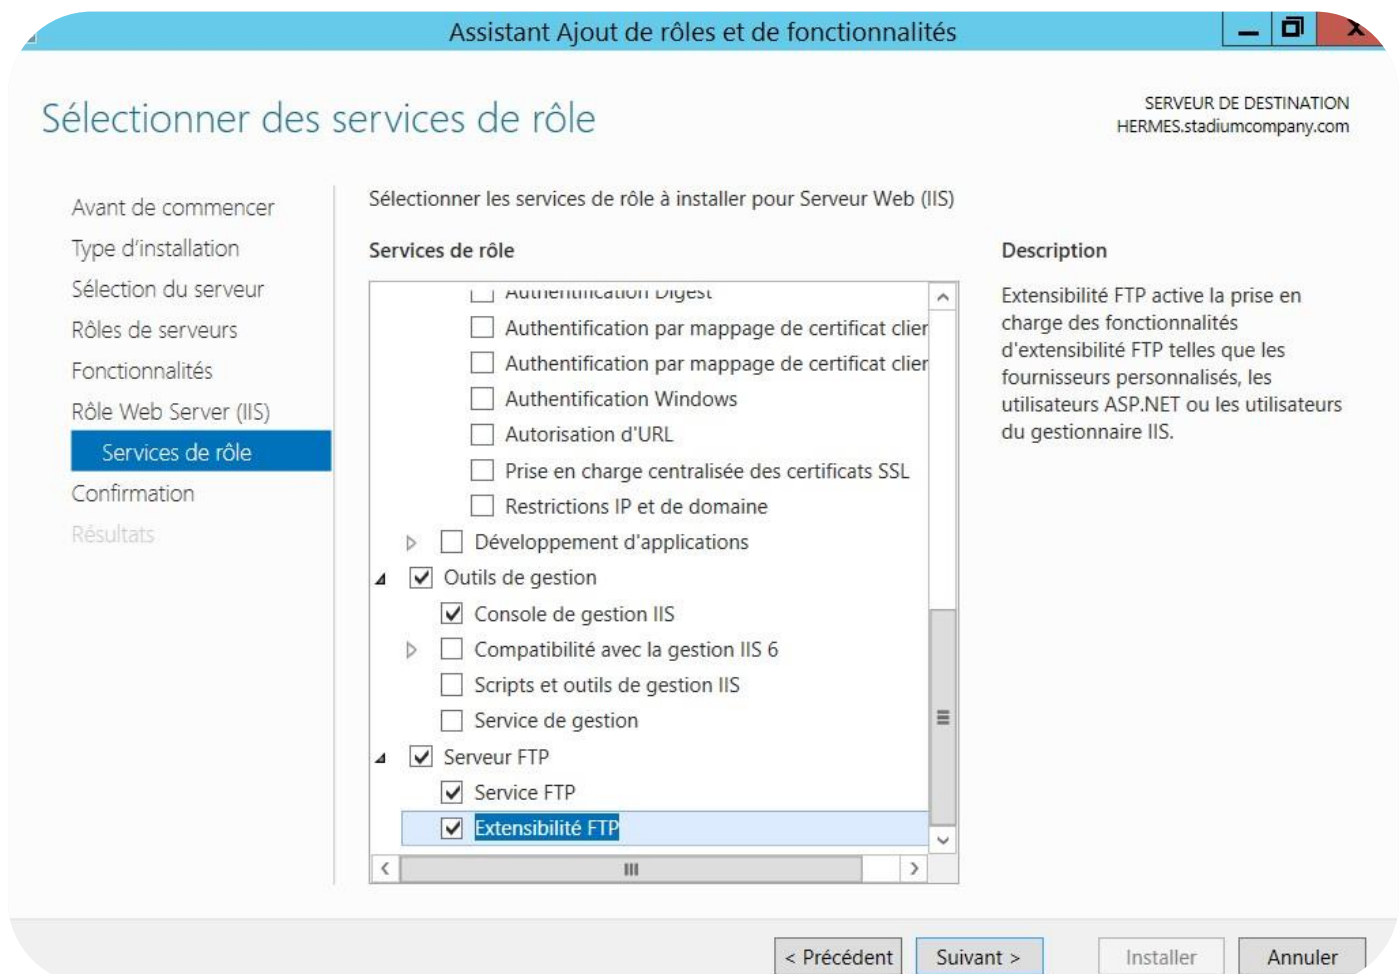 Assistant Ajout de rôles et de fonctionnalités
Sélectionner des services de rôle
SERVEUR DE DESTINATION
HERMES.stadiumcompany.com
Avant de commencer
Type d'installation
Sélection du serveur
Rôles de serveurs
Fonctionnalités
Rôle Web Server (IIS)
Services de rôle
Confirmation
Résultats
Sélectionner les services de rôle à installer pour Serveur Web (IIS)
Services de rôle
Authentification Digest
Authentification par mappage de certificat clier
Authentification par mappage de certificat clier
Authentification Windows
Autorisation d'URL
Prise en charge centralisée des certificats SSL
Restrictions IP et de domaine
Développement d'applications
Outils de gestion
Console de gestion IIS
Compatibilité avec la gestion IIS 6
Scripts et outils de gestion IIS
Service de gestion
Serveur FTP
Service FTP
Extensibilité FTP
Description
Extensibilité FTP active la prise en
charge des fonctionnalités
d'extensibilité FTP telles que les
fournisseurs personnalisés, les
utilisateurs ASP.NET ou les utilisateurs
du gestionnaire IIS.
< Précédent
Suivant >
Installer
Annuler